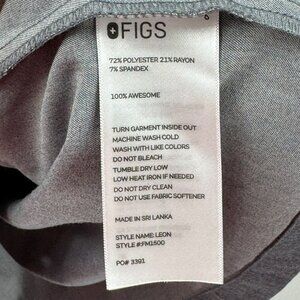 FIGS
72% POLYESTER 21% RAYON
7% SPANDEX
100% AWESOME
TURN GARMENT INSIDE OUT
MACHINE WASH COLD
WASH WITH LIKE COLORS
DO NOT BLEACH
TUMBLE DRY LOW
LOW HEAT IRON IF NEEDED
DO NOT DRY CLEAN
DO NOT USE FABRIC SOFTENER
MADE IN SRI LANKA
STYLE NAME: LEON
STYLE #:FM1500
PO# 3391